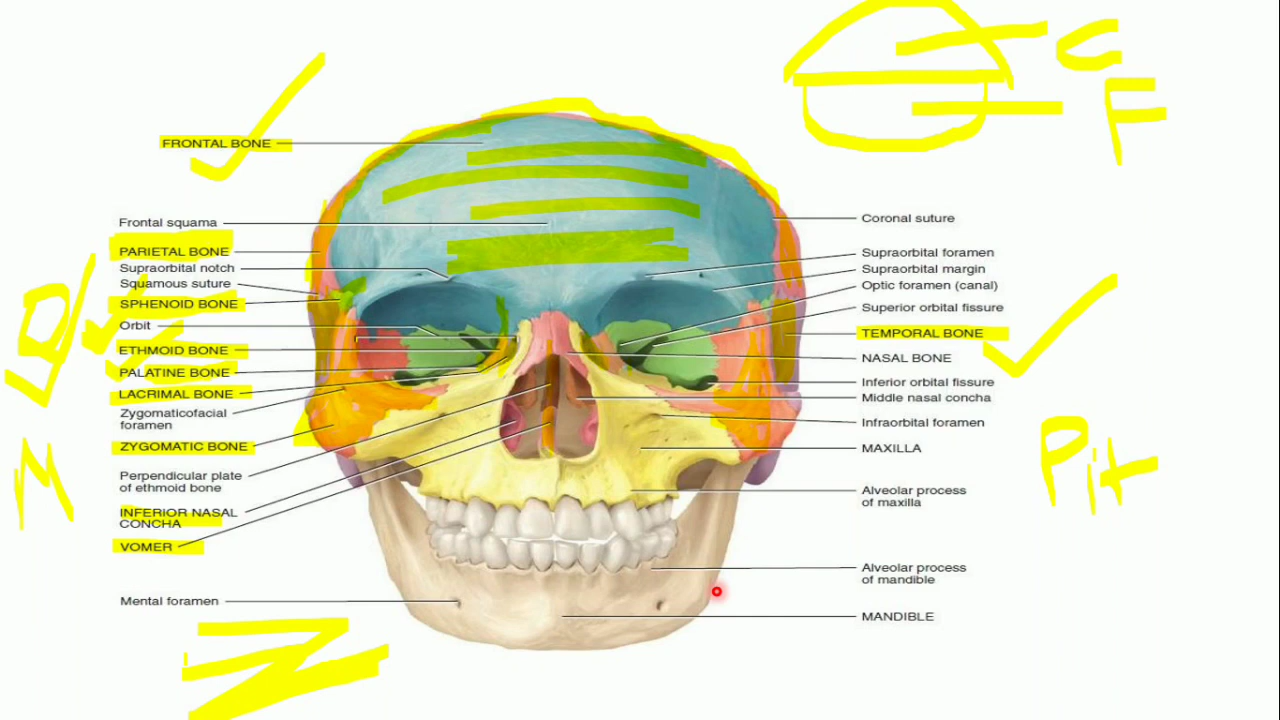 C
F
FRONTAL BONE
Frontal squama
PARIETAL BONE
Supraorbital notch
Squamous suture
SPHENOID BONE
Orbit
ETHMOID BONE
PALATINE BONE
LACRIMAL BONE
Zygomaticofacial
foramen
ZYGOMATIC BONE
Perpendicular plate
of ethmoid bone
INFERIOR NASAL
CONCHA
VOMER
Mental foramen
Coronal suture
Supraorbital foramen
Supraorbital margin
Optic foramen (canal)
Superior orbital fissure
TEMPORAL BONE
NASAL BONE
Inferior orbital fissure
Middle nasal concha
Infraorbital foramen
MAXILLA
Alveolar process
of maxilla
Alveolar process
of mandible
MANDIBLE
Pit